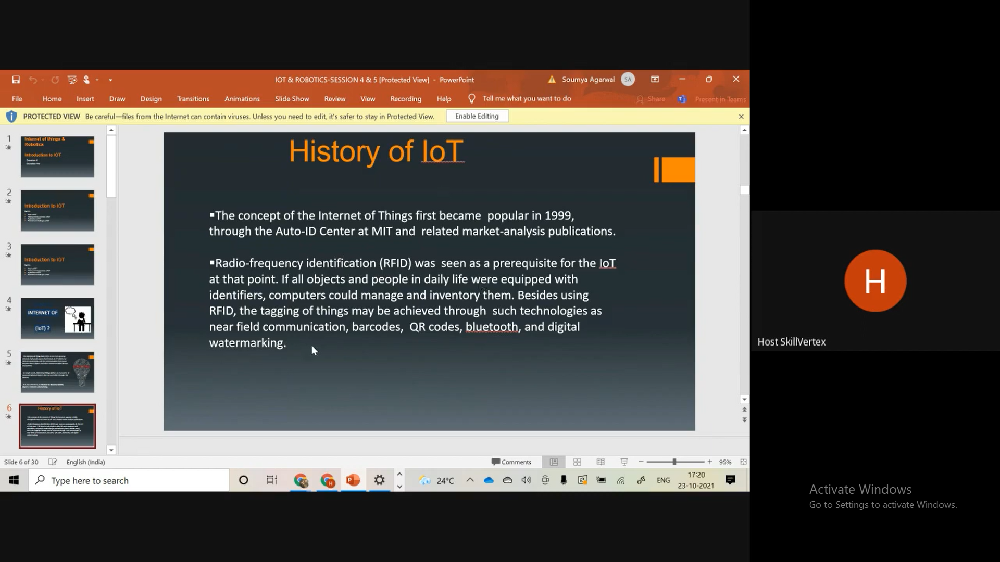 IOT & ROBOTICS-SESSION 4 & 5 [Protected View] - PowerPoint
Soumya Agarwal
SA
File Home Insert Draw Design Transitions Animations Slide Show Review View Recording Help Tell me what you want to do Share Present in Teams
PROTECTED VIEW Be careful—files from the Internet can contain viruses. Unless you need to edit, it's safer to stay in Protected View. Enable Editing
1
Internet of things &
Robotics
Introduction to IOT
2
Introduction to IOT
3
Introduction to IOT
4
INTERNET OF
(IoT) ?
5
6
History of IoT
History of IoT
▪The concept of the Internet of Things first became popular in 1999,
through the Auto-ID Center at MIT and related market-analysis publications.
▪Radio-frequency identification (RFID) was seen as a prerequisite for the IoT
at that point. If all objects and people in daily life were equipped with
identifiers, computers could manage and inventory them. Besides using
RFID, the tagging of things may be achieved through such technologies as
near field communication, barcodes, QR codes, bluetooth, and digital
watermarking.
Slide 6 of 30 English (India) Comments 95%
Type here to search
H
24°C
ENG
17:20
23-10-2021
H
Host SkillVertex
Activate Windows
Go to Settings to activate Windows.